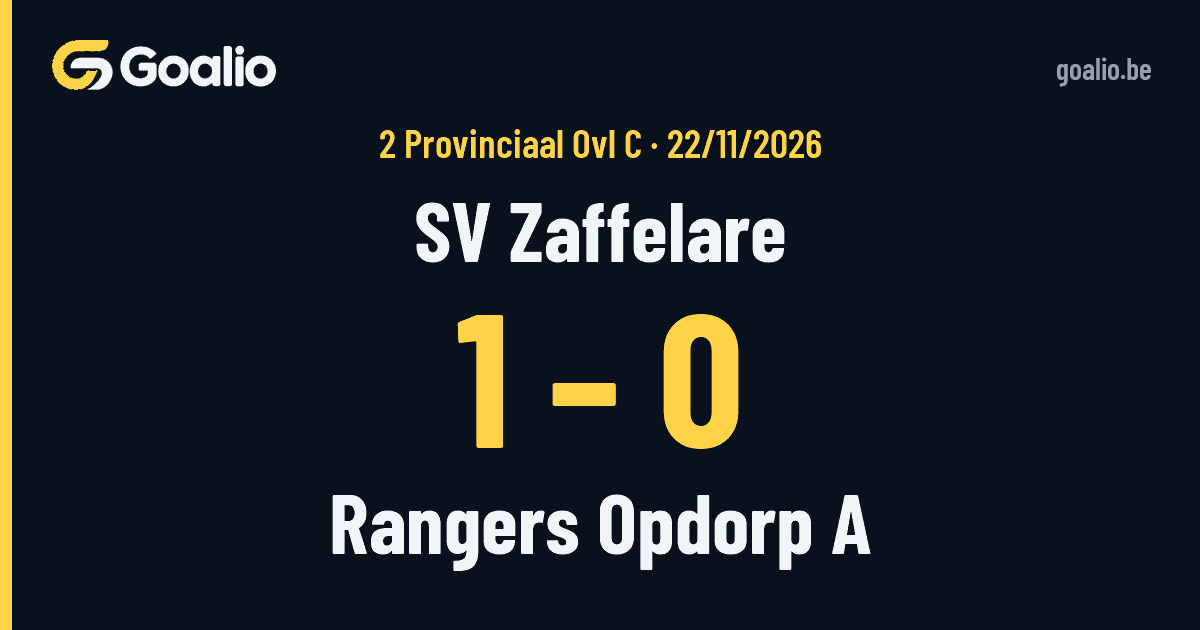 Goalio
goalio.be
2 Provinciaal Ovl C · 22/11/2026
SV Zaffelare
1 – 0
Rangers Opdorp A